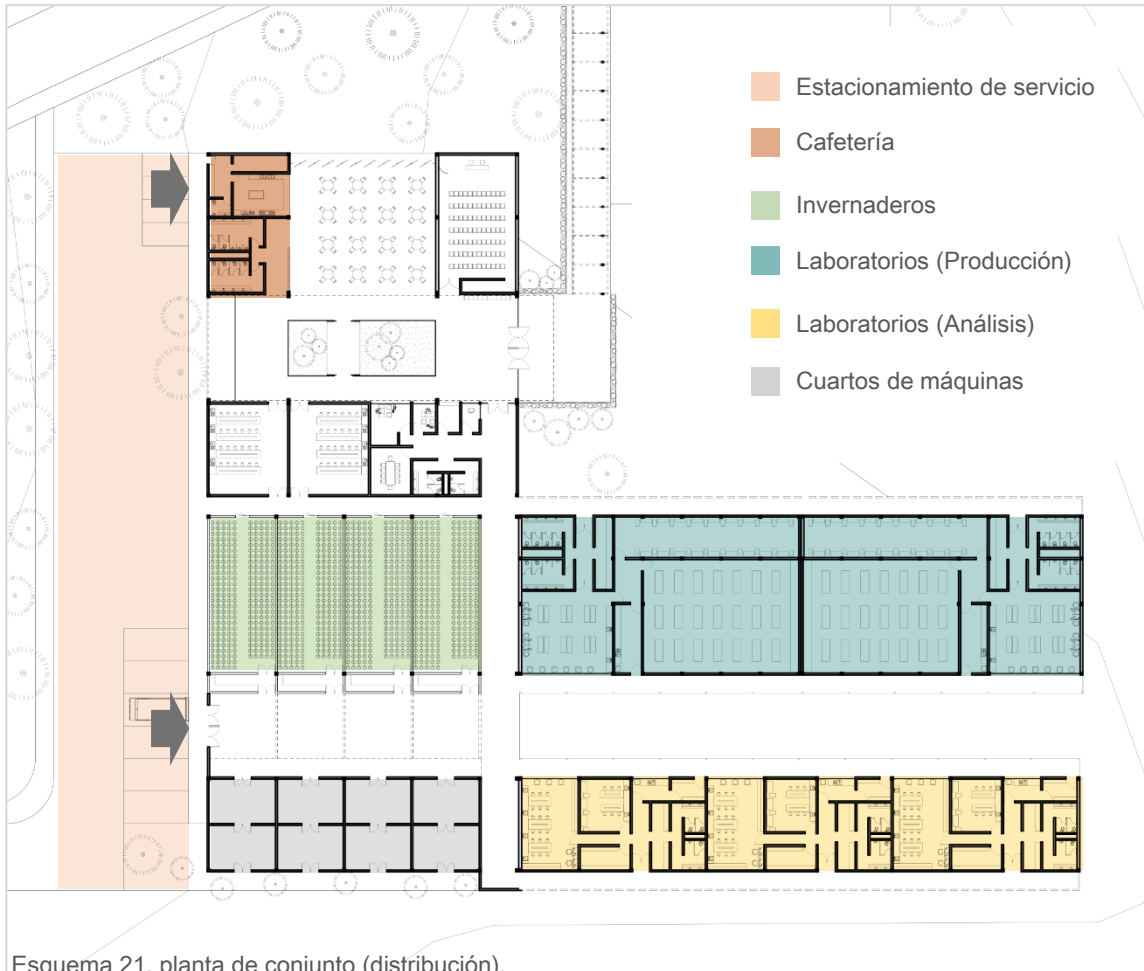 Estacionamiento de servicio
Cafetería
Invernaderos
Laboratorios (Producción)
Laboratorios (Análisis)
Cuartos de máquinas
Esquema 21. planta de conjunto (distribución).